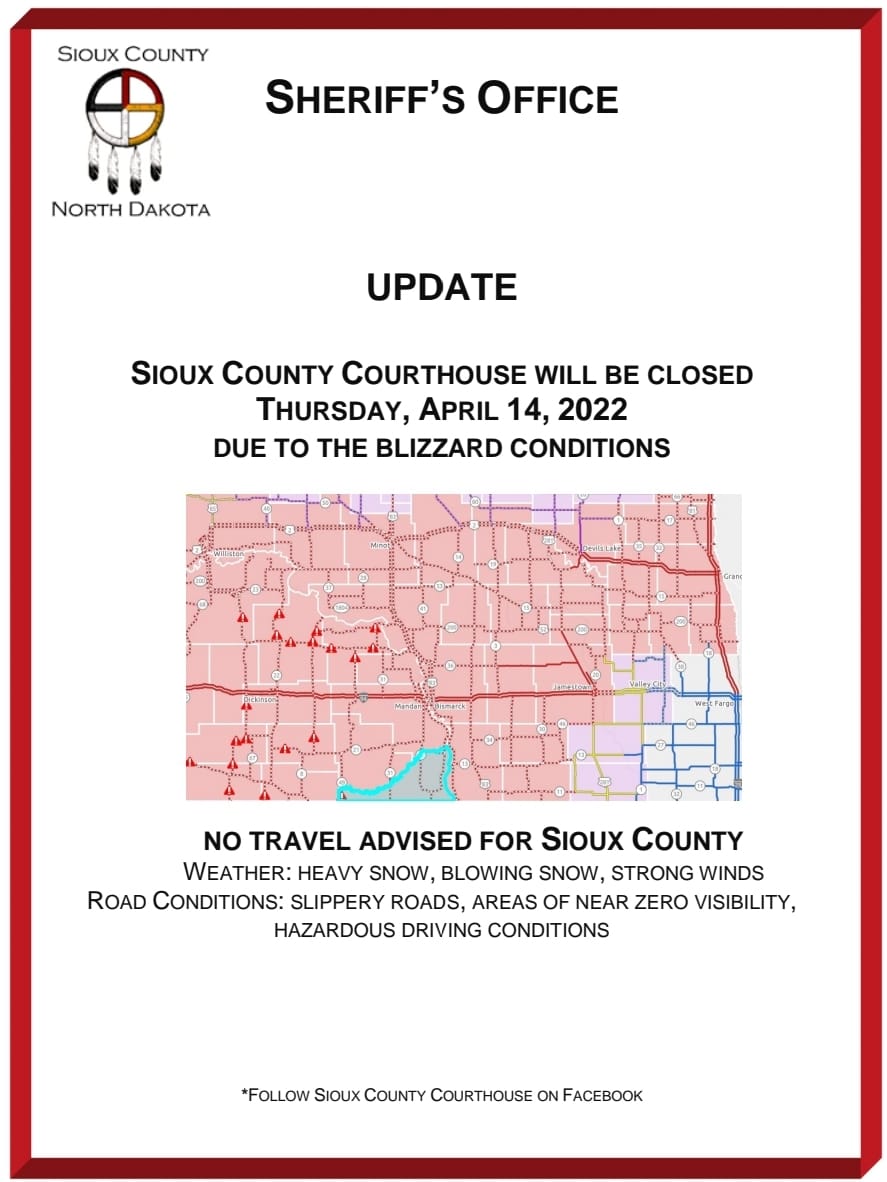 SIOUX COUNTY
NORTH DAKOTA
SHERIFF'S OFFICE
UPDATE
SIOUX COUNTY COURTHOUSE WILL BE CLOSED
THURSDAY, APRIL 14, 2022
DUE TO THE BLIZZARD CONDITIONS
Minot
Williston
Devils Lake
Grand
Jamestown
Valley City
Dickinson
Mandan Bismarck
West Fargo
NO TRAVEL ADVISED FOR SIOUX COUNTY
WEATHER: HEAVY SNOW, BLOWING SNOW, STRONG WINDS
ROAD CONDITIONS: SLIPPERY ROADS, AREAS OF NEAR ZERO VISIBILITY,
HAZARDOUS DRIVING CONDITIONS
*FOLLOW SIOUX COUNTY COURTHOUSE ON FACEBOOK